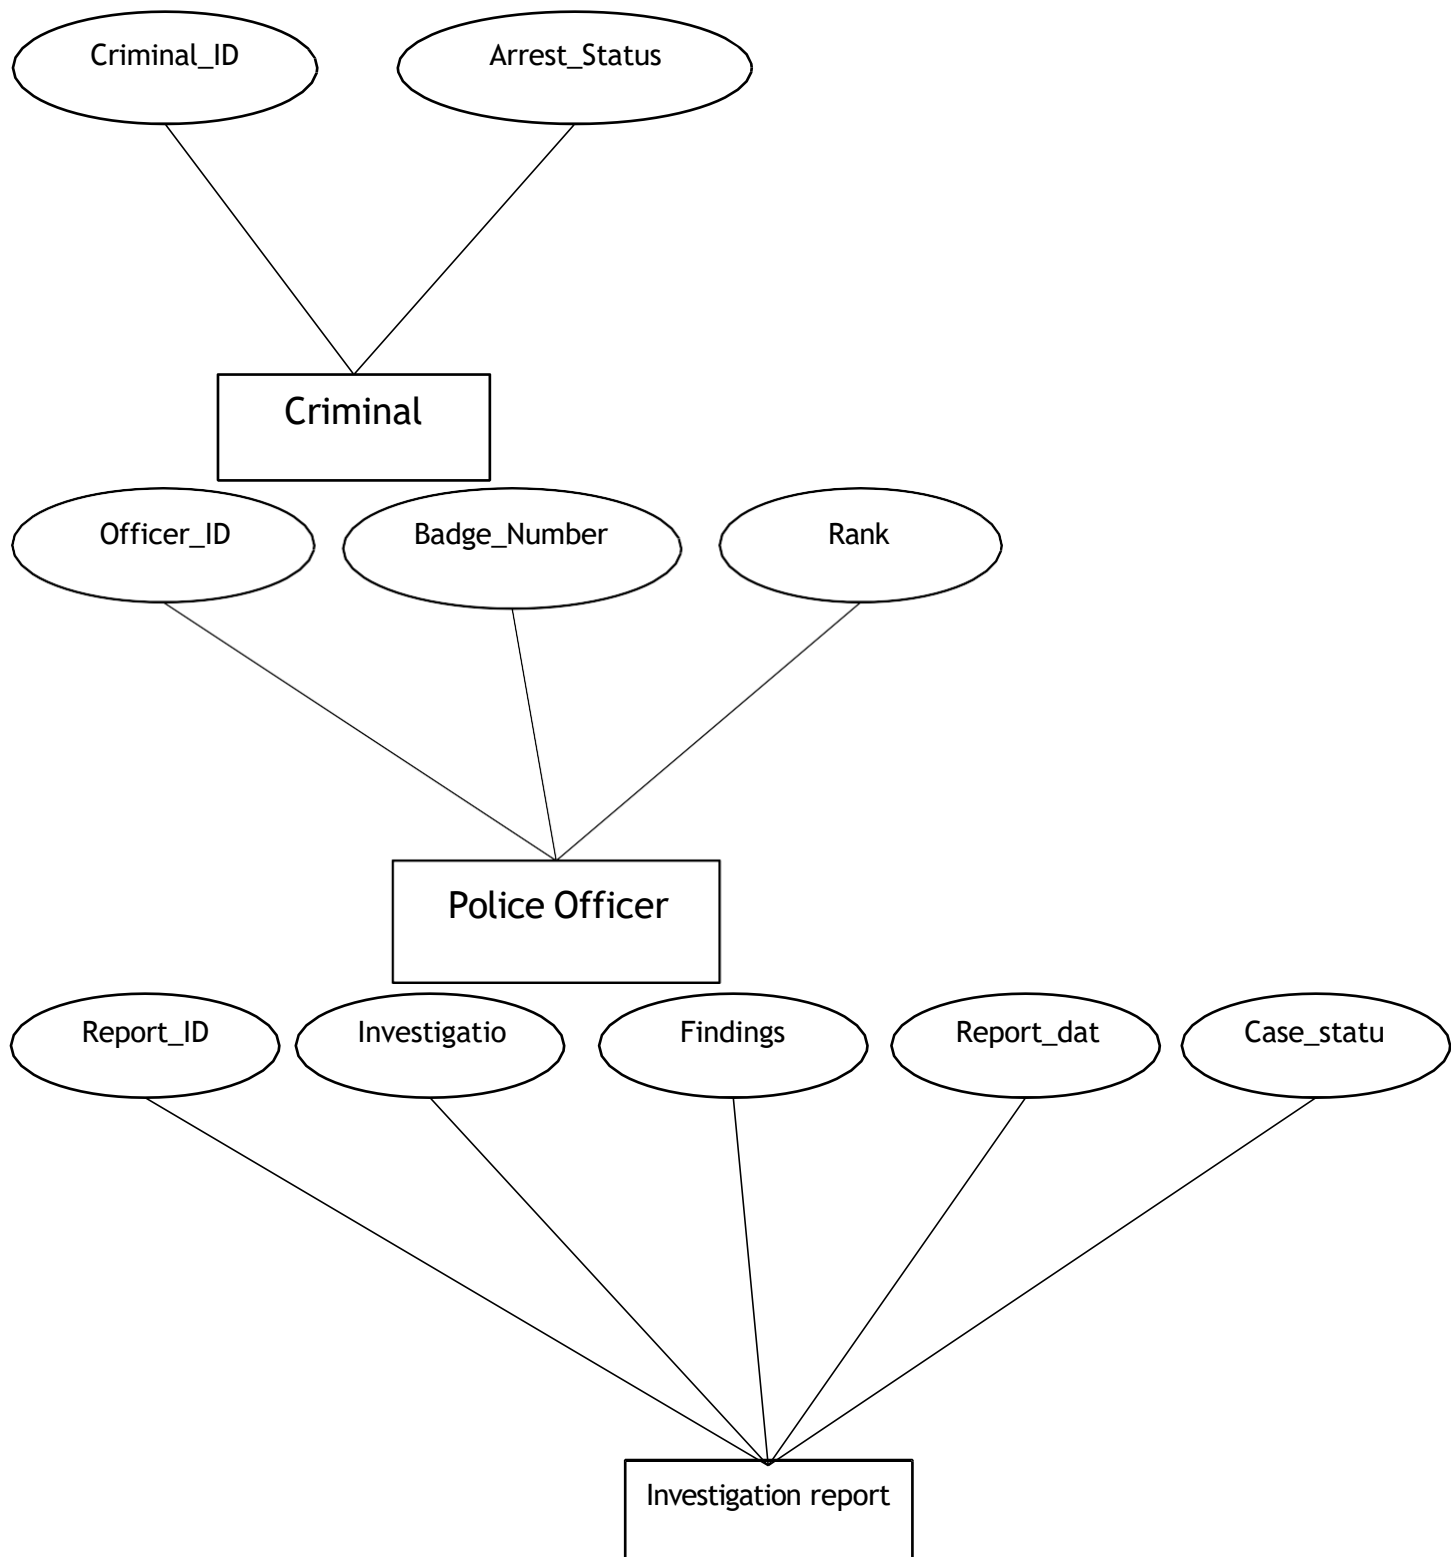 Criminal_ID
Arrest_Status
Criminal
Officer_ID
Badge_Number
Rank
Police Officer
Report_ID
Investigatio
Findings
Report_dat
Case_statu
Investigation report